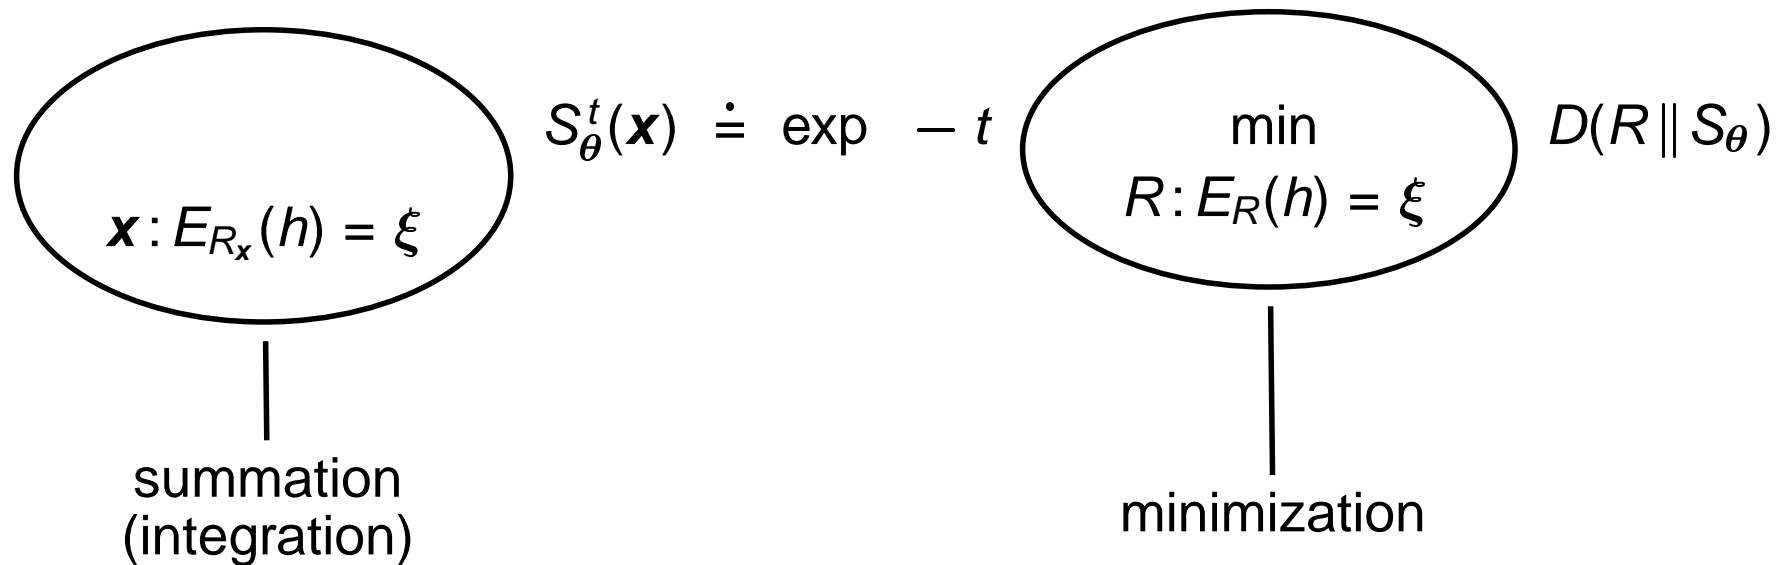 S_θ^t(x) ≐ exp − t min D(R‖S_θ)
x : E_{R_x}(h) = ξ
R : E_R(h) = ξ
summation
(integration)
minimization